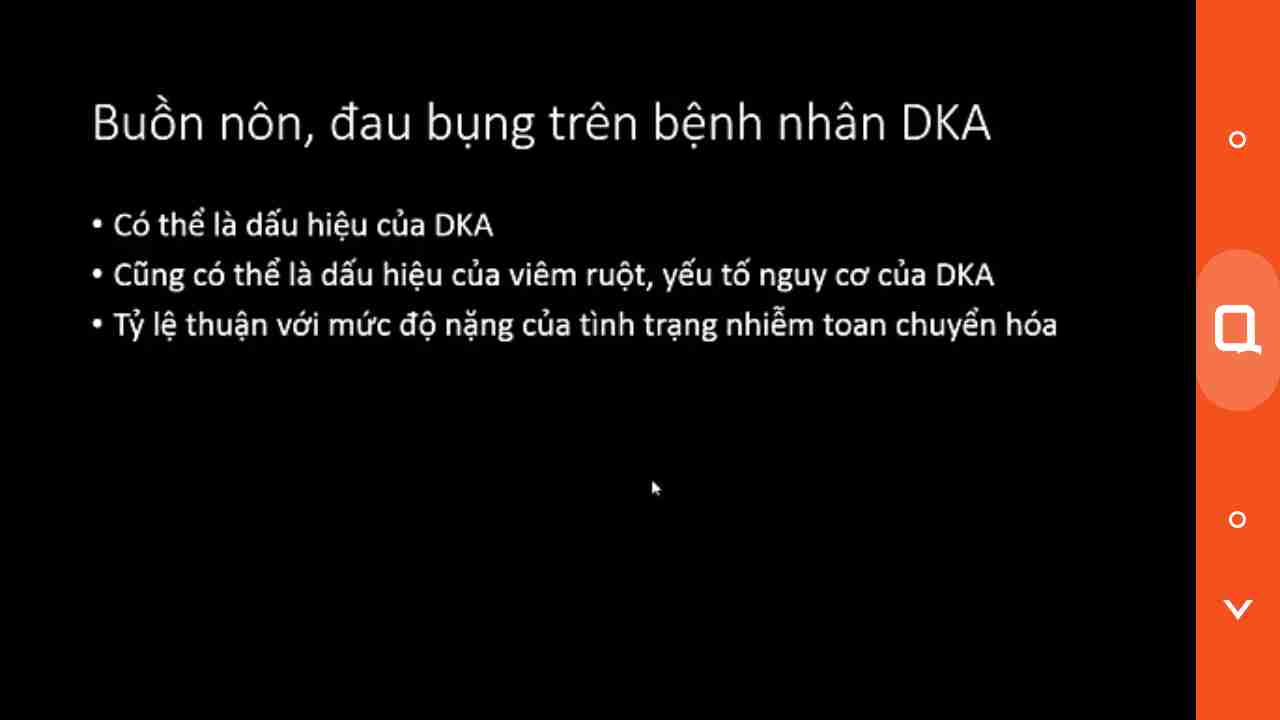 Buồn nôn, đau bụng trên bệnh nhân DKA
• Có thể là dấu hiệu của DKA
• Cũng có thể là dấu hiệu của viêm ruột, yếu tố nguy cơ của DKA
• Tỷ lệ thuận với mức độ nặng của tình trạng nhiễm toan chuyển hóa